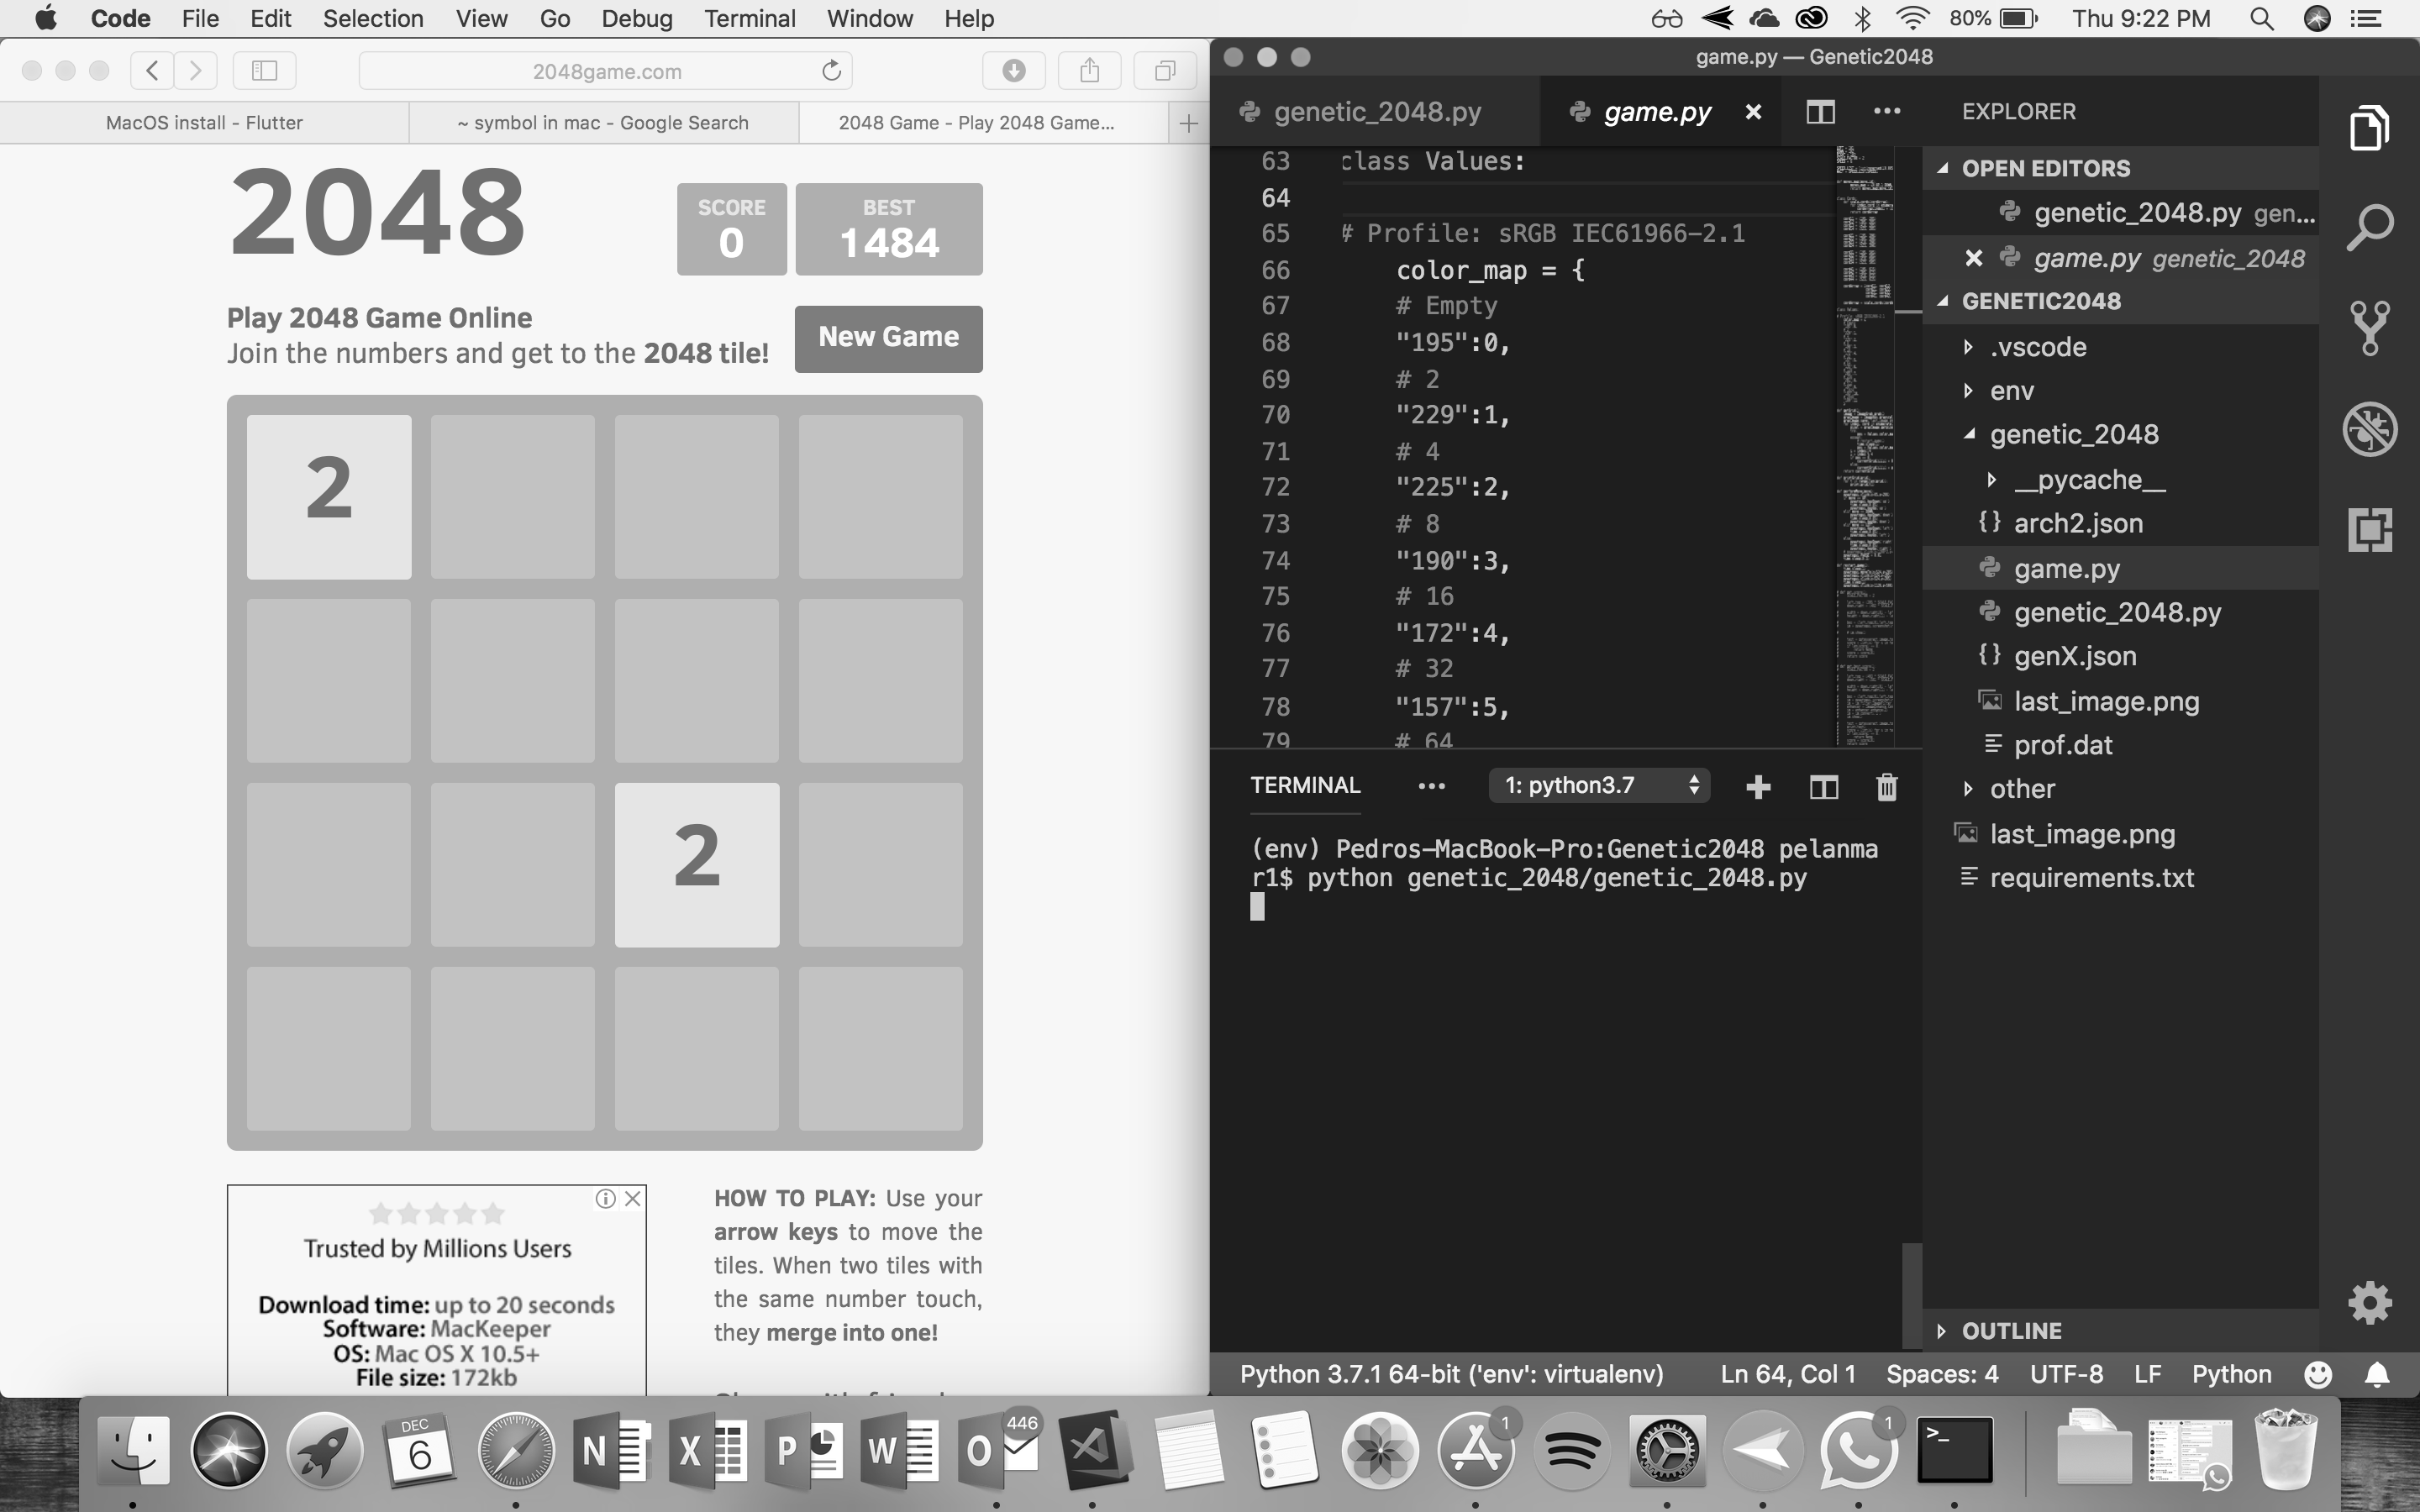 Code File Edit Selection View Go Debug Terminal Window Help 80% Thu 9:22 PM
2048game.com
MacOS install - Flutter
~ symbol in mac - Google Search
2048 Game - Play 2048 Game...
2048
SCORE
0
BEST
1484
Play 2048 Game Online
Join the numbers and get to the 2048 tile!
New Game
2
2
Trusted by Millions Users
Download time: up to 20 seconds
Software: MacKeeper
OS: Mac OS X 10.5+
File size: 172kb
HOW TO PLAY: Use your
arrow keys to move the
tiles. When two tiles with
the same number touch,
they merge into one!
game.py — Genetic2048
genetic_2048.py
game.py
63 class Values:
64
65 # Profile: sRGB IEC61966-2.1
66 color_map = {
67 # Empty
68 "195":0,
69 # 2
70 "229":1,
71 # 4
72 "225":2,
73 # 8
74 "190":3,
75 # 16
76 "172":4,
77 # 32
78 "157":5,
79 # 64
TERMINAL
1: python3.7
(env) Pedros-MacBook-Pro:Genetic2048 pelanma
r1$ python genetic_2048/genetic_2048.py
EXPLORER
OPEN EDITORS
genetic_2048.py gen...
game.py genetic_2048
GENETIC2048
.vscode
env
genetic_2048
__pycache__
{} arch2.json
game.py
genetic_2048.py
{} genX.json
last_image.png
prof.dat
other
last_image.png
requirements.txt
OUTLINE
Python 3.7.1 64-bit ('env': virtualenv) Ln 64, Col 1 Spaces: 4 UTF-8 LF Python
DEC
6
N
X
P
W
O
446
1
1
>_